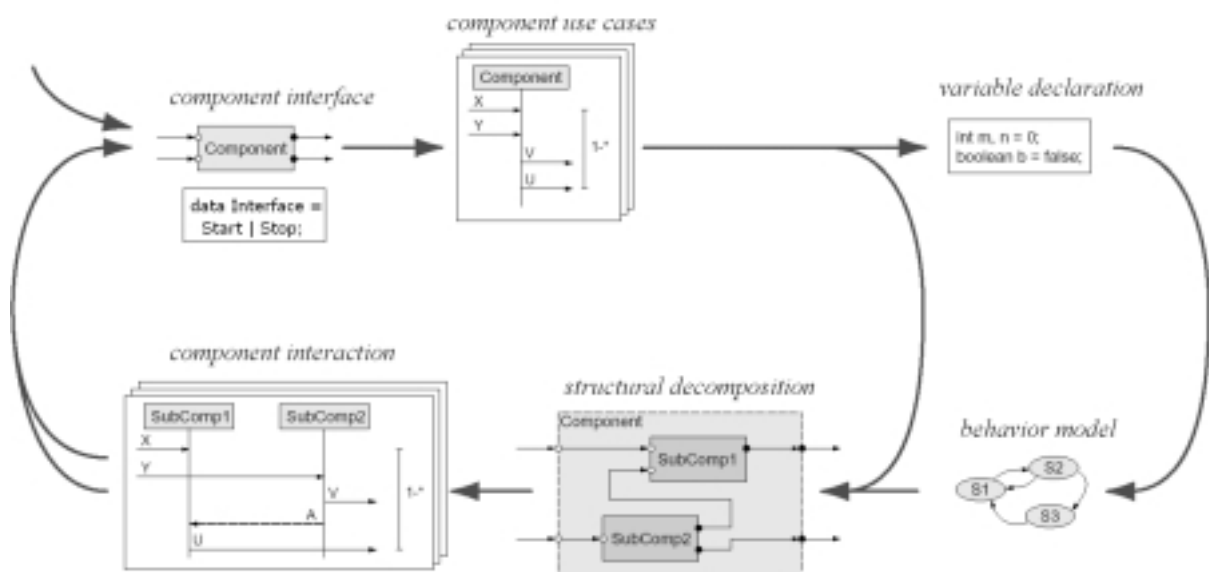 component use cases
Component
X
Y
1-*
V
U
component interface
Component
data Interface =
Start | Stop;
variable declaration
int m, n = 0;
boolean b = false;
component interaction
SubComp1
SubComp2
X
Y
1-*
V
A
U
structural decomposition
Component
SubComp1
SubComp2
behavior model
S1
S2
S3